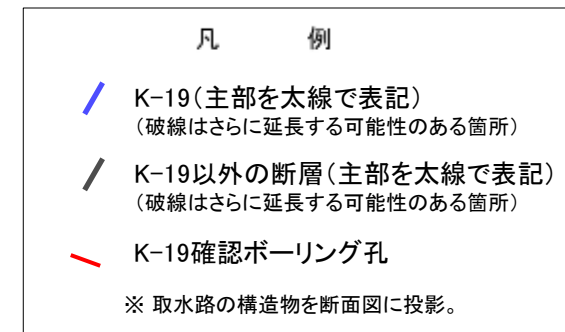 凡　　例
K-19（主部を太線で表記）
（破線はさらに延長する可能性のある箇所）
K-19以外の断層（主部を太線で表記）
（破線はさらに延長する可能性のある箇所）
K-19確認ボーリング孔
※ 取水路の構造物を断面図に投影。